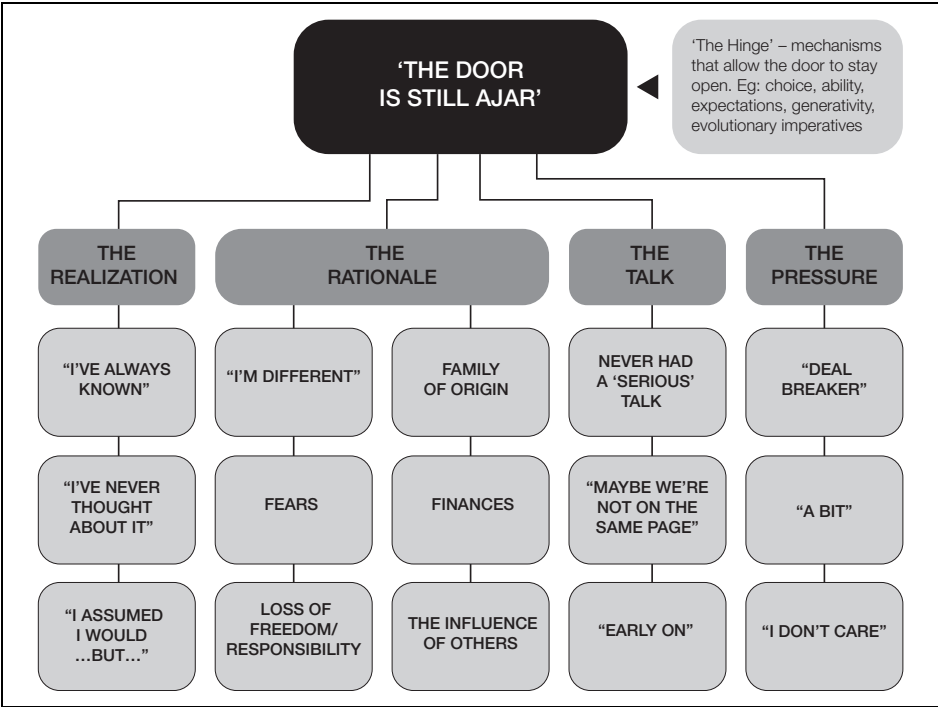 ‘THE DOOR
IS STILL AJAR’
‘The Hinge’ – mechanisms
that allow the door to stay
open. Eg: choice, ability,
expectations, generativity,
evolutionary imperatives
THE
REALIZATION
THE
RATIONALE
THE
TALK
THE
PRESSURE
“I’VE ALWAYS
KNOWN”
“I’M DIFFERENT”
FAMILY
OF ORIGIN
NEVER HAD
A ‘SERIOUS’
TALK
“DEAL
BREAKER”
“I’VE NEVER
THOUGHT
ABOUT IT”
FEARS
FINANCES
“MAYBE WE’RE
NOT ON THE
SAME PAGE”
“A BIT”
“I ASSUMED
I WOULD
…BUT…”
LOSS OF
FREEDOM/
RESPONSIBILITY
THE INFLUENCE
OF OTHERS
“EARLY ON”
“I DON’T CARE”